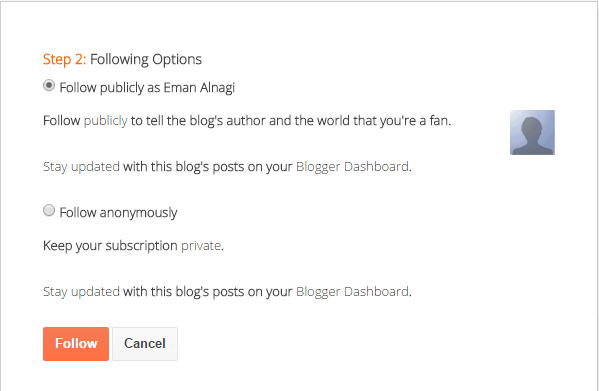 Step 2: Following Options
Follow publicly as Eman Alnagi
Follow publicly to tell the blog's author and the world that you're a fan.
Stay updated with this blog's posts on your Blogger Dashboard.
Follow anonymously
Keep your subscription private.
Stay updated with this blog's posts on your Blogger Dashboard.
Follow Cancel